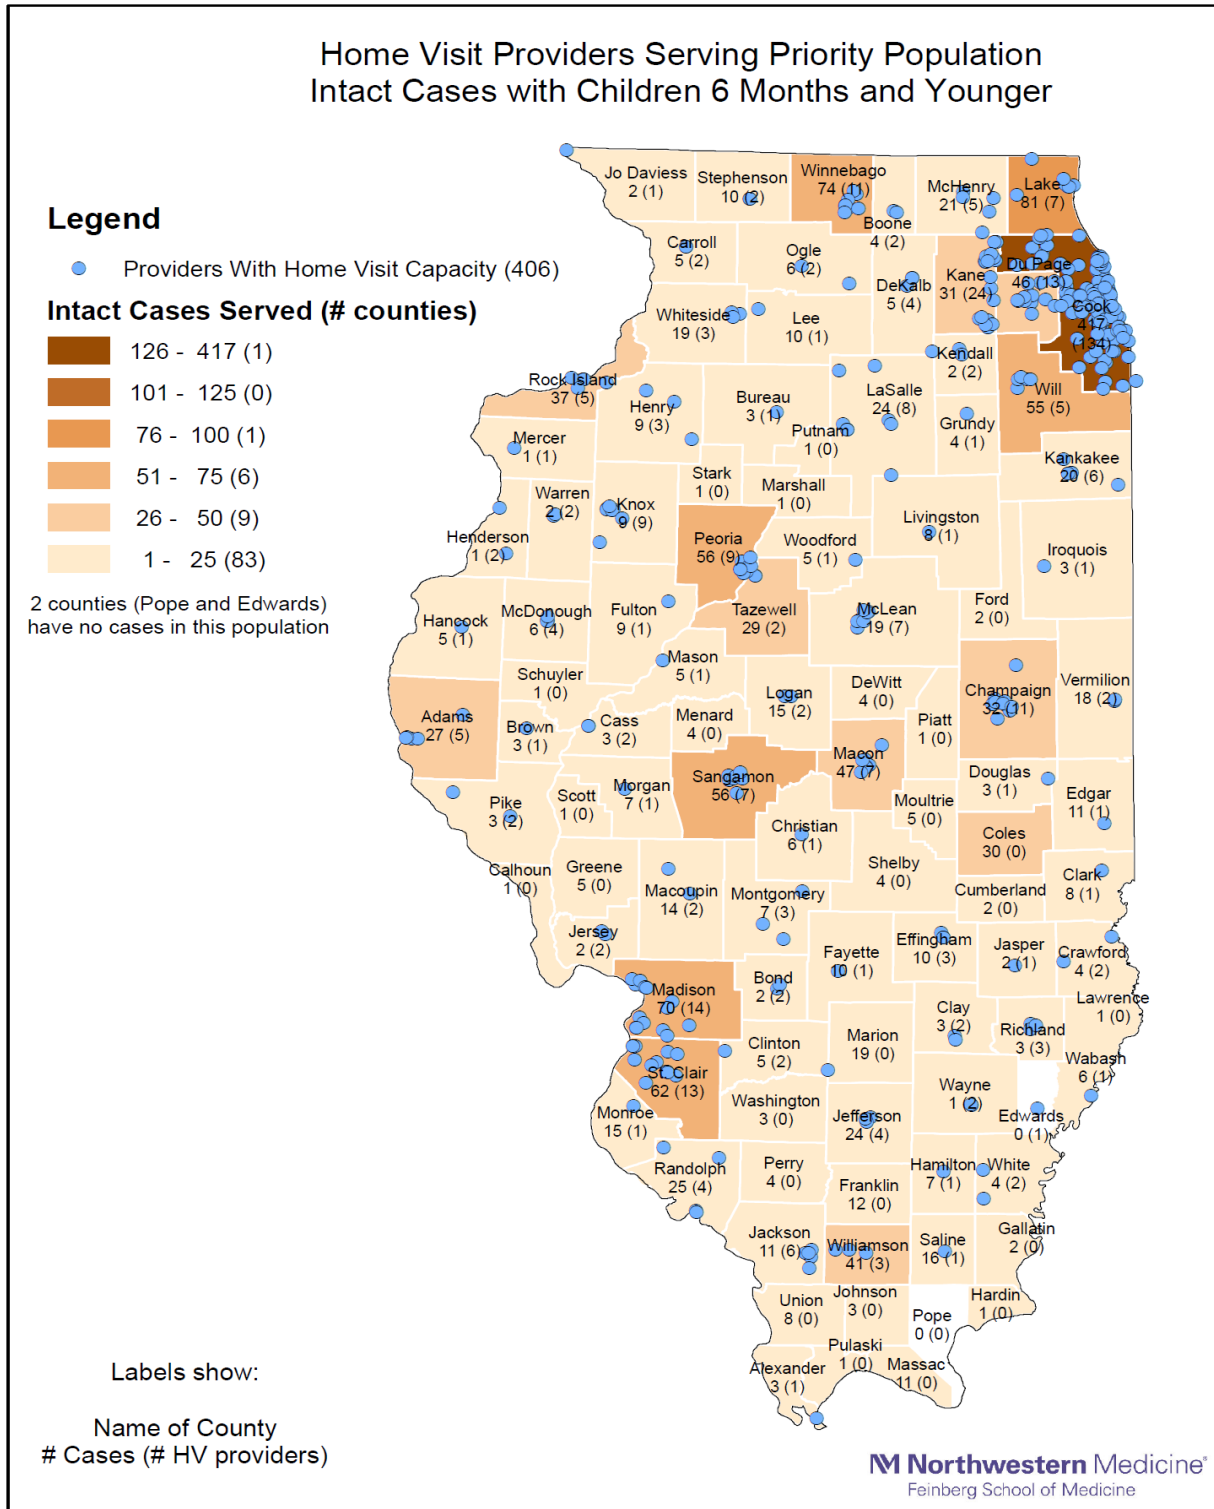 Home Visit Providers Serving Priority Population
Intact Cases with Children 6 Months and Younger
Legend
Providers With Home Visit Capacity (406)
Intact Cases Served (# counties)
126 - 417 (1)
101 - 125 (0)
76 - 100 (1)
51 - 75 (6)
26 - 50 (9)
1 - 25 (83)
2 counties (Pope and Edwards)
have no cases in this population
Jo Daviess
2 (1)
Stephenson
10 (2)
Winnebago
74 (11)
Boone
4 (2)
McHenry
21 (5)
Lake
81 (7)
Carroll
5 (2)
Ogle
6 (2)
DeKalb
5 (4)
Kane
31 (24)
Du Page
46 (13)
Cook
417
(134)
Whiteside
19 (3)
Lee
10 (1)
Kendall
2 (2)
Will
55 (5)
Rock Island
37 (5)
Henry
9 (3)
Bureau
3 (1)
Putnam
1 (0)
LaSalle
24 (8)
Grundy
4 (1)
Kankakee
20 (6)
Mercer
1 (1)
Stark
1 (0)
Marshall
1 (0)
Warren
2 (2)
Knox
9 (9)
Henderson
1 (2)
Peoria
56 (9)
Woodford
5 (1)
Livingston
8 (1)
Iroquois
3 (1)
Hancock
5 (1)
McDonough
6 (4)
Fulton
9 (1)
Tazewell
29 (2)
McLean
19 (7)
Ford
2 (0)
Mason
5 (1)
Schuyler
1 (0)
Logan
15 (2)
DeWitt
4 (0)
Champaign
32 (11)
Vermilion
18 (2)
Adams
27 (5)
Brown
3 (1)
Cass
3 (2)
Menard
4 (0)
Piatt
1 (0)
Macon
47 (7)
Sangamon
56 (7)
Morgan
7 (1)
Scott
1 (0)
Pike
3 (2)
Douglas
3 (1)
Moultrie
5 (0)
Edgar
11 (1)
Christian
6 (1)
Coles
30 (0)
Shelby
4 (0)
Calhoun
1 (0)
Greene
5 (0)
Macoupin
14 (2)
Montgomery
7 (3)
Cumberland
2 (0)
Clark
8 (1)
Jersey
2 (2)
Fayette
10 (1)
Effingham
10 (3)
Jasper
2 (1)
Crawford
4 (2)
Madison
70 (14)
Bond
2 (2)
Clay
3 (2)
Richland
3 (3)
Lawrence
1 (0)
Clinton
5 (2)
Marion
19 (0)
Wabash
6 (1)
St. Clair
62 (13)
Washington
3 (0)
Wayne
1 (2)
Edwards
0 (1)
Monroe
15 (1)
Jefferson
24 (4)
Randolph
25 (4)
Perry
4 (0)
Hamilton
7 (1)
White
4 (2)
Franklin
12 (0)
Jackson
11 (6)
Williamson
41 (3)
Saline
16 (1)
Gallatin
2 (0)
Union
8 (0)
Johnson
3 (0)
Pope
0 (0)
Hardin
1 (0)
Alexander
3 (1)
Pulaski
1 (0)
Massac
11 (0)
Labels show:
Name of County
# Cases (# HV providers)
Northwestern Medicine®
Feinberg School of Medicine